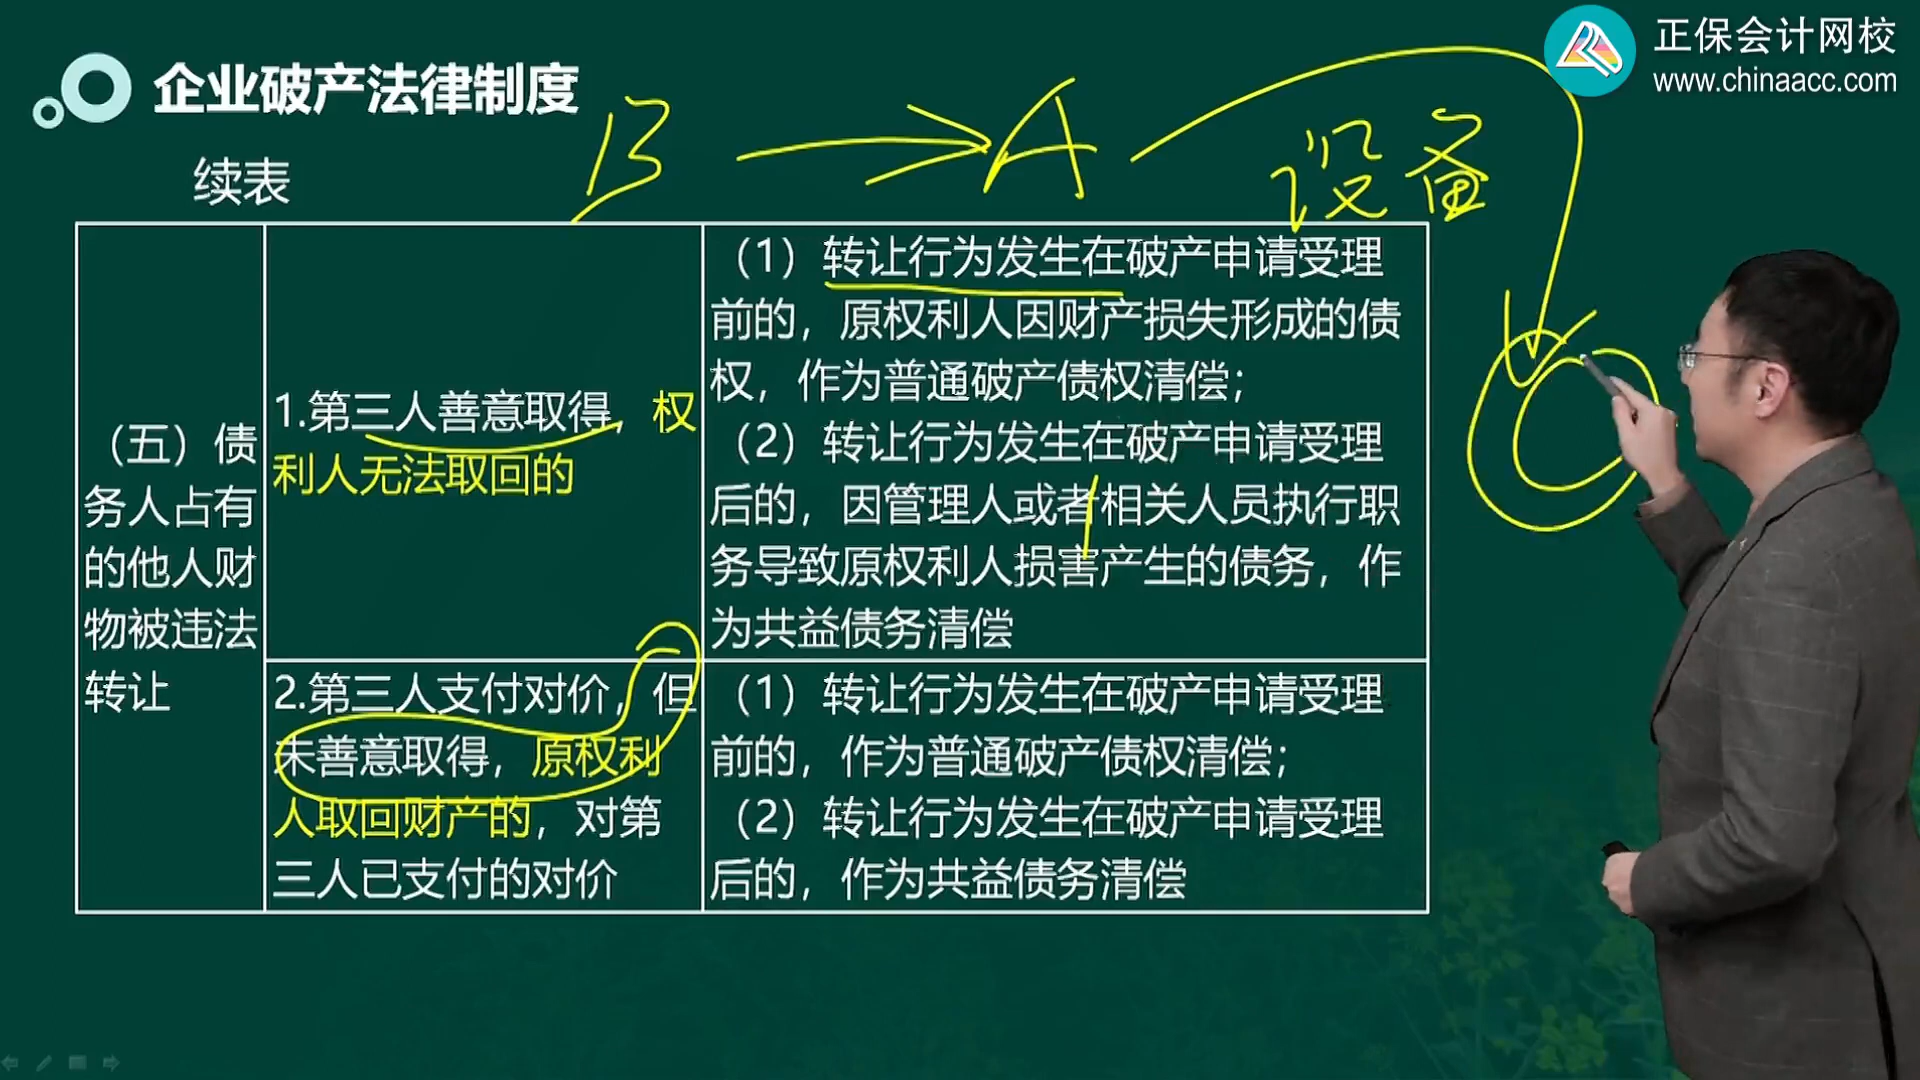 正保会计网校
www.chinaacc.com
企业破产法律制度
B
A
设备
续表
（五）债
务人占有
的他人财
物被违法
转让
1.第三人善意取得，权
利人无法取回的
（1）转让行为发生在破产申请受理
前的，原权利人因财产损失形成的债
权，作为普通破产债权清偿；
（2）转让行为发生在破产申请受理
后的，因管理人或者相关人员执行职
务导致原权利人损害产生的债务，作
为共益债务清偿
2.第三人支付对价，但
未善意取得，原权利
人取回财产的，对第
三人已支付的对价
（1）转让行为发生在破产申请受理
前的，作为普通破产债权清偿；
（2）转让行为发生在破产申请受理
后的，作为共益债务清偿